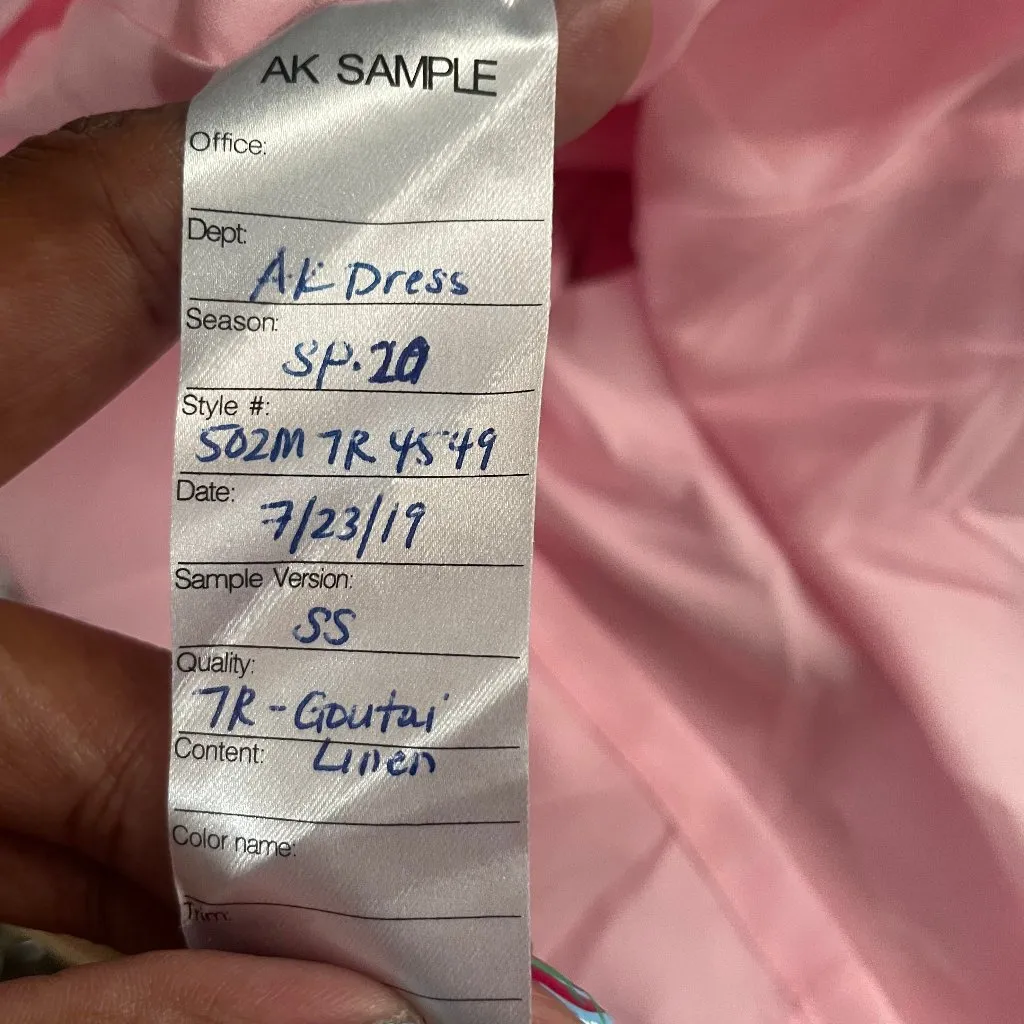 AK SAMPLE
Office:
Dept:
AK Dress
Season:
SP.20
Style #:
502M 7R 4549
Date:
7/23/19
Sample Version:
SS
Quality:
7R-Goutai
Linen
Content:
Color name:
Trim: